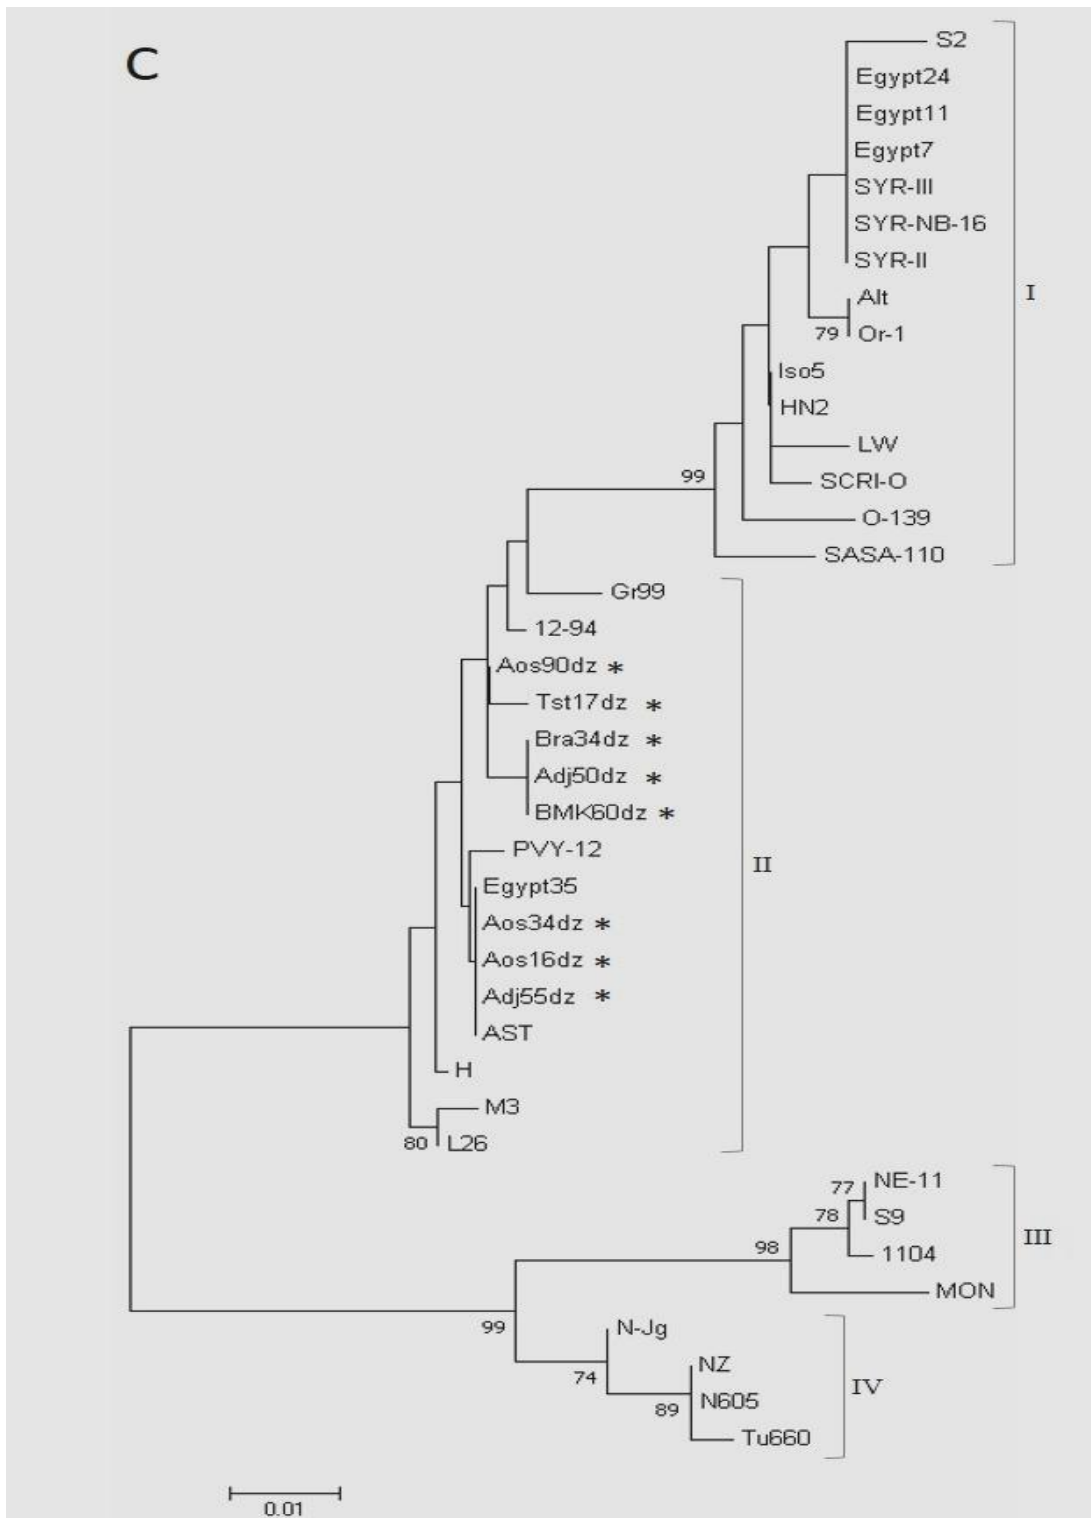 C
S2
Egypt24
Egypt11
Egypt7
SYR-III
SYR-NB-16
SYR-II
I
Alt
79 Or-1
Iso5
HN2
LW
99
SCRI-O
O-139
SASA-110
Gr99
12-94
Aos90dz *
Tst17dz *
Bra34dz *
Adj50dz *
BMK60dz *
PVY-12
II
Egypt35
Aos34dz *
Aos16dz *
Adj55dz *
AST
H
M3
80 L26
77 NE-11
78 S9
III
98 1104
MON
99
N-Jg
NZ
74
IV
89 N605
Tu660
0.01